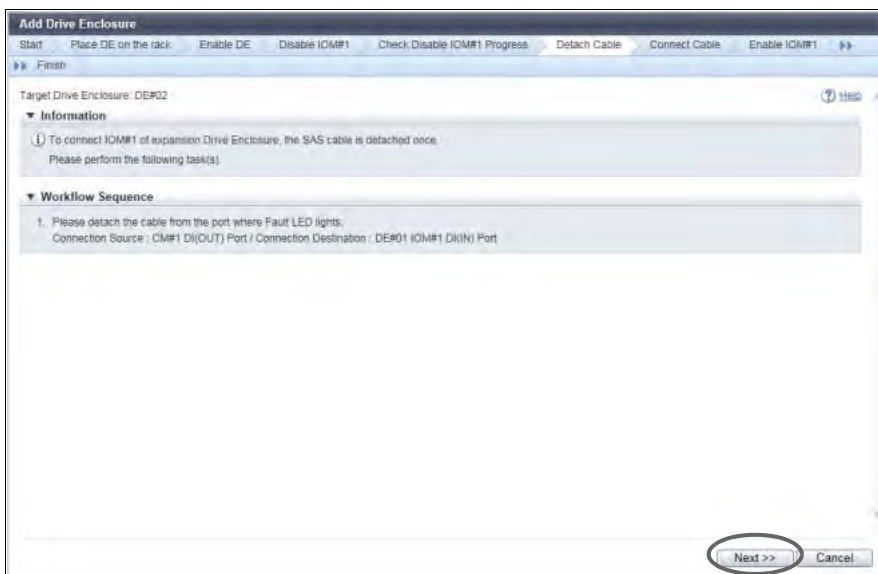 Add Drive Enclosure
Start Place DE on the rack Enable DE Disable IOM#1 Check Disable IOM#1 Progress Detach Cable Connect Cable Enable IOM#1
Finish
Target Drive Enclosure: DE#02
Help
Information
To connect IOM#1 of expansion Drive Enclosure, the SAS cable is detached once.
Please perform the following task(s).
Workflow Sequence
1. Please detach the cable from the port where Fault LED lights.
Connection Source : CM#1 DI(OUT) Port / Connection Destination : DE#01 IOM#1 DI(IN) Port
Next >> Cancel